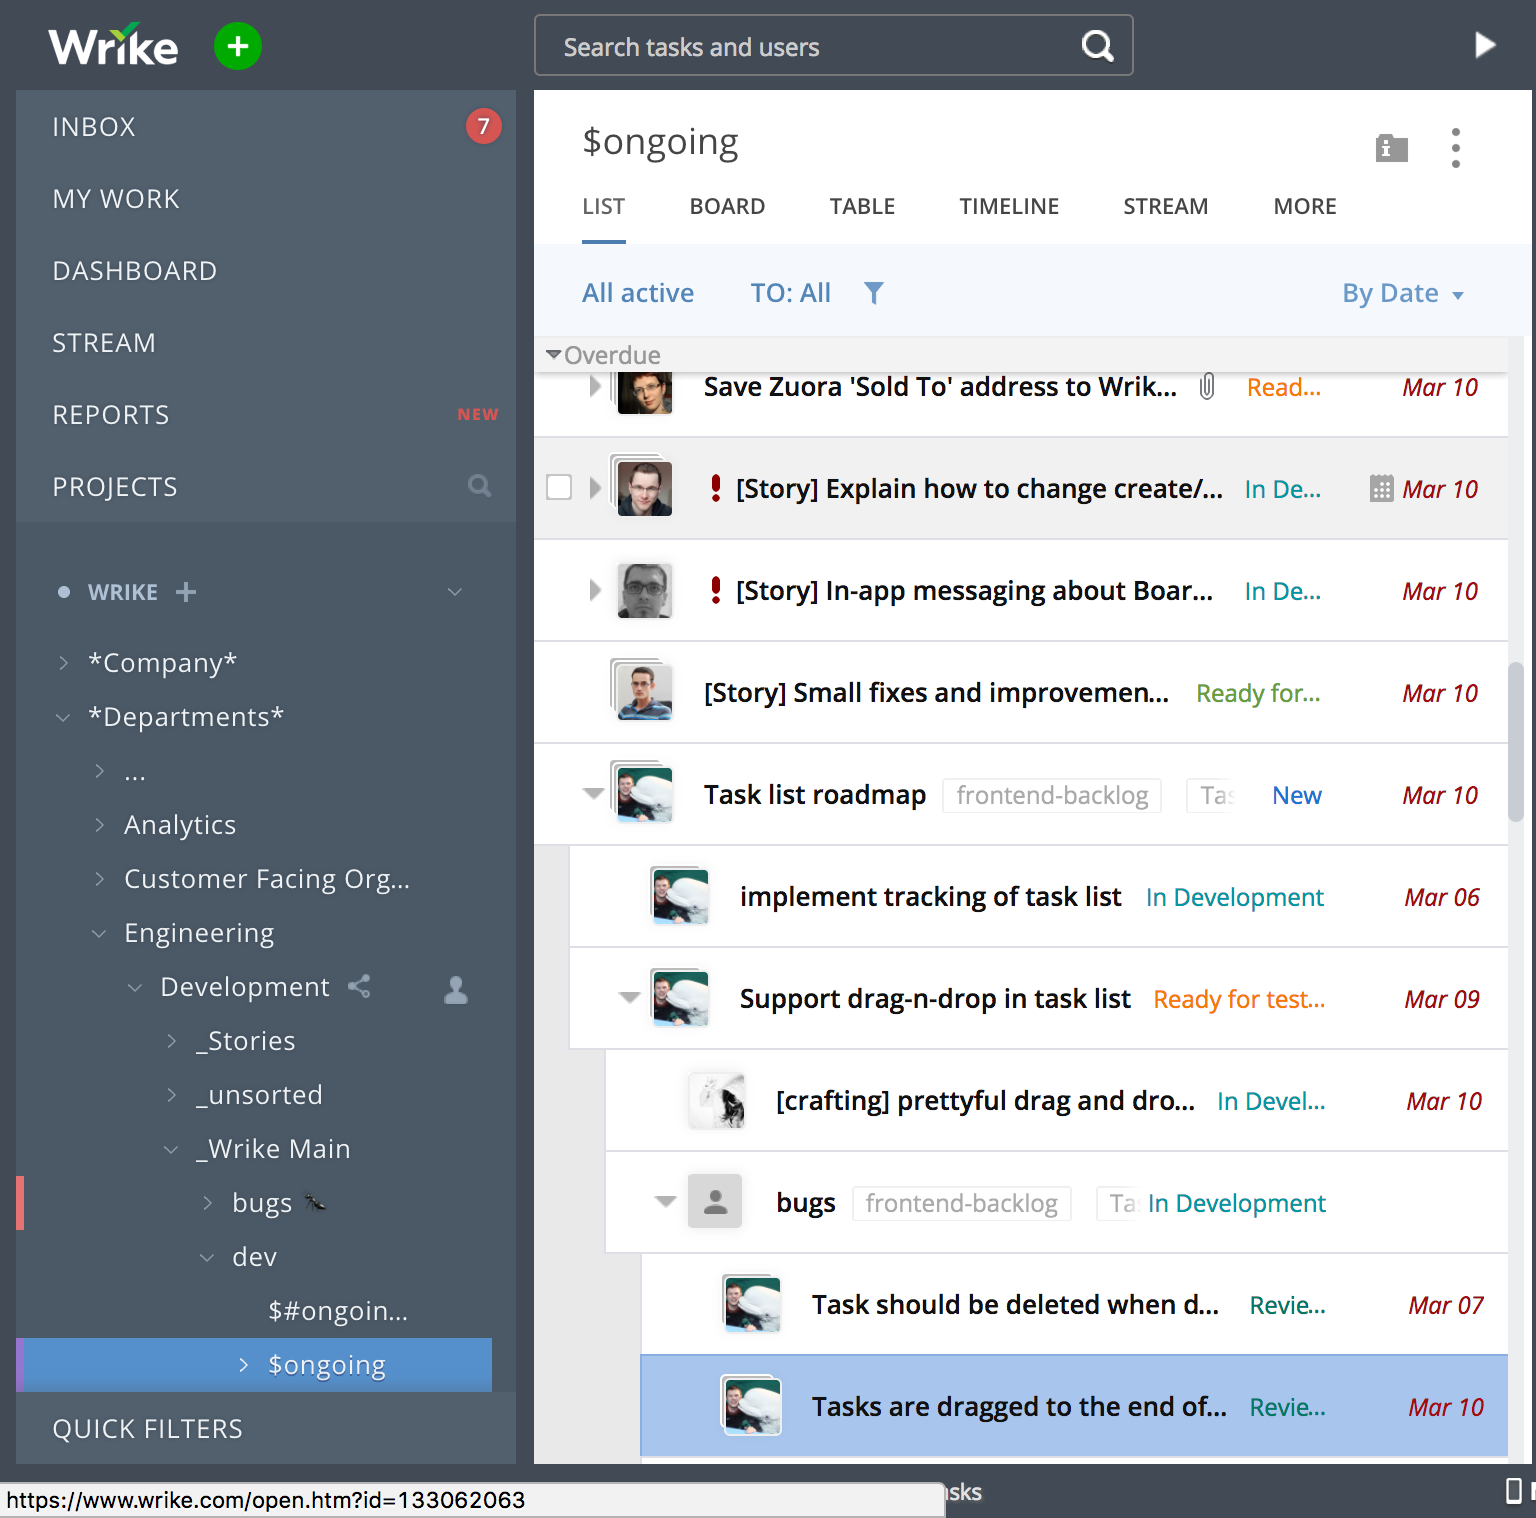 Wrike
Search tasks and users
INBOX 7
MY WORK
DASHBOARD
STREAM
REPORTS NEW
PROJECTS
WRIKE
*Company*
*Departments*
...
Analytics
Customer Facing Org...
Engineering
Development
_Stories
_unsorted
_Wrike Main
bugs
dev
$#ongoin...
$ongoing
QUICK FILTERS
$ongoing
LIST BOARD TABLE TIMELINE STREAM MORE
All active TO: All By Date
Overdue
Save Zuora 'Sold To' address to Wrik... Read... Mar 10
[Story] Explain how to change create/... In De... Mar 10
[Story] In-app messaging about Boar... In De... Mar 10
[Story] Small fixes and improvemen... Ready for... Mar 10
Task list roadmap frontend-backlog Tas New Mar 10
implement tracking of task list In Development Mar 06
Support drag-n-drop in task list Ready for test... Mar 09
[crafting] prettyful drag and dro... In Devel... Mar 10
bugs frontend-backlog Ta In Development
Task should be deleted when d... Revie... Mar 07
Tasks are dragged to the end of... Revie... Mar 10
https://www.wrike.com/open.htm?id=133062063